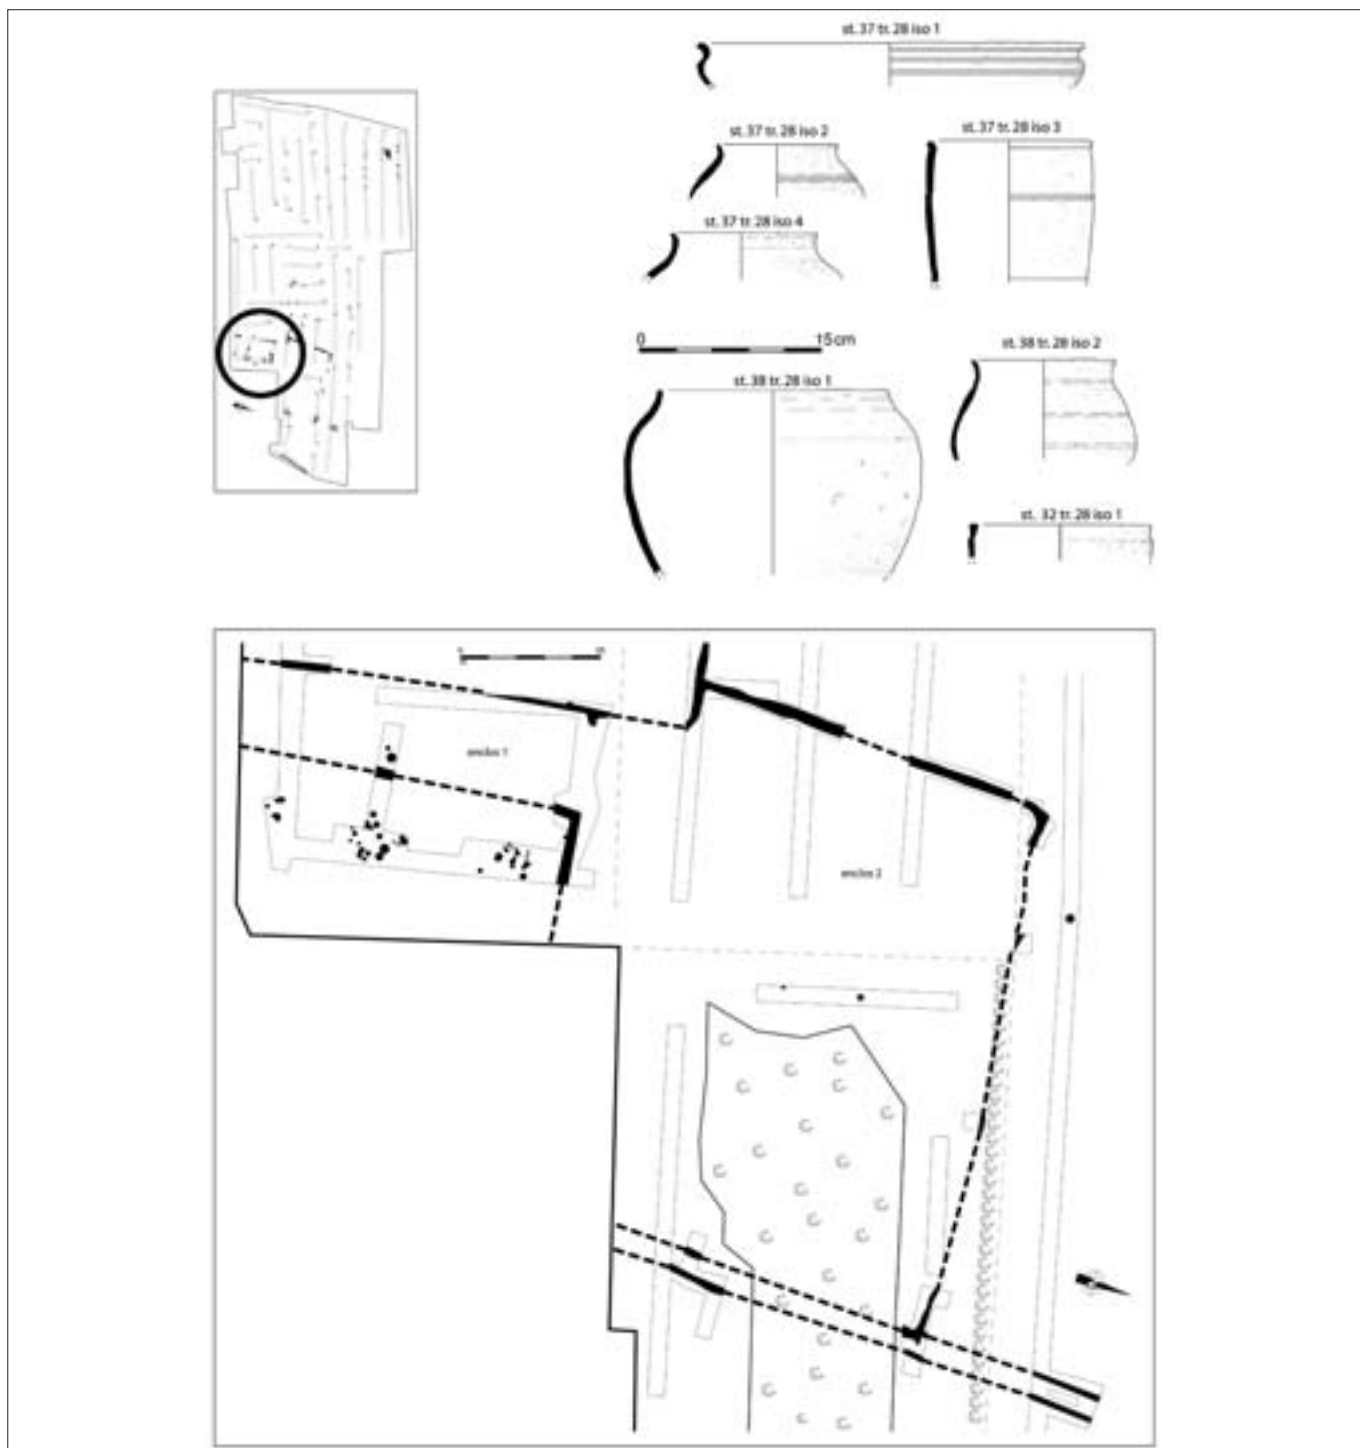 st. 37 tr. 28 iso 1
st. 37 tr. 28 iso 2
st. 37 tr. 28 iso 3
st. 37 tr. 28 iso 4
0 15 cm
st. 38 tr. 28 iso 2
st. 38 tr. 28 iso 1
st. 32 tr. 28 iso 1
enclos 1
enclos 2